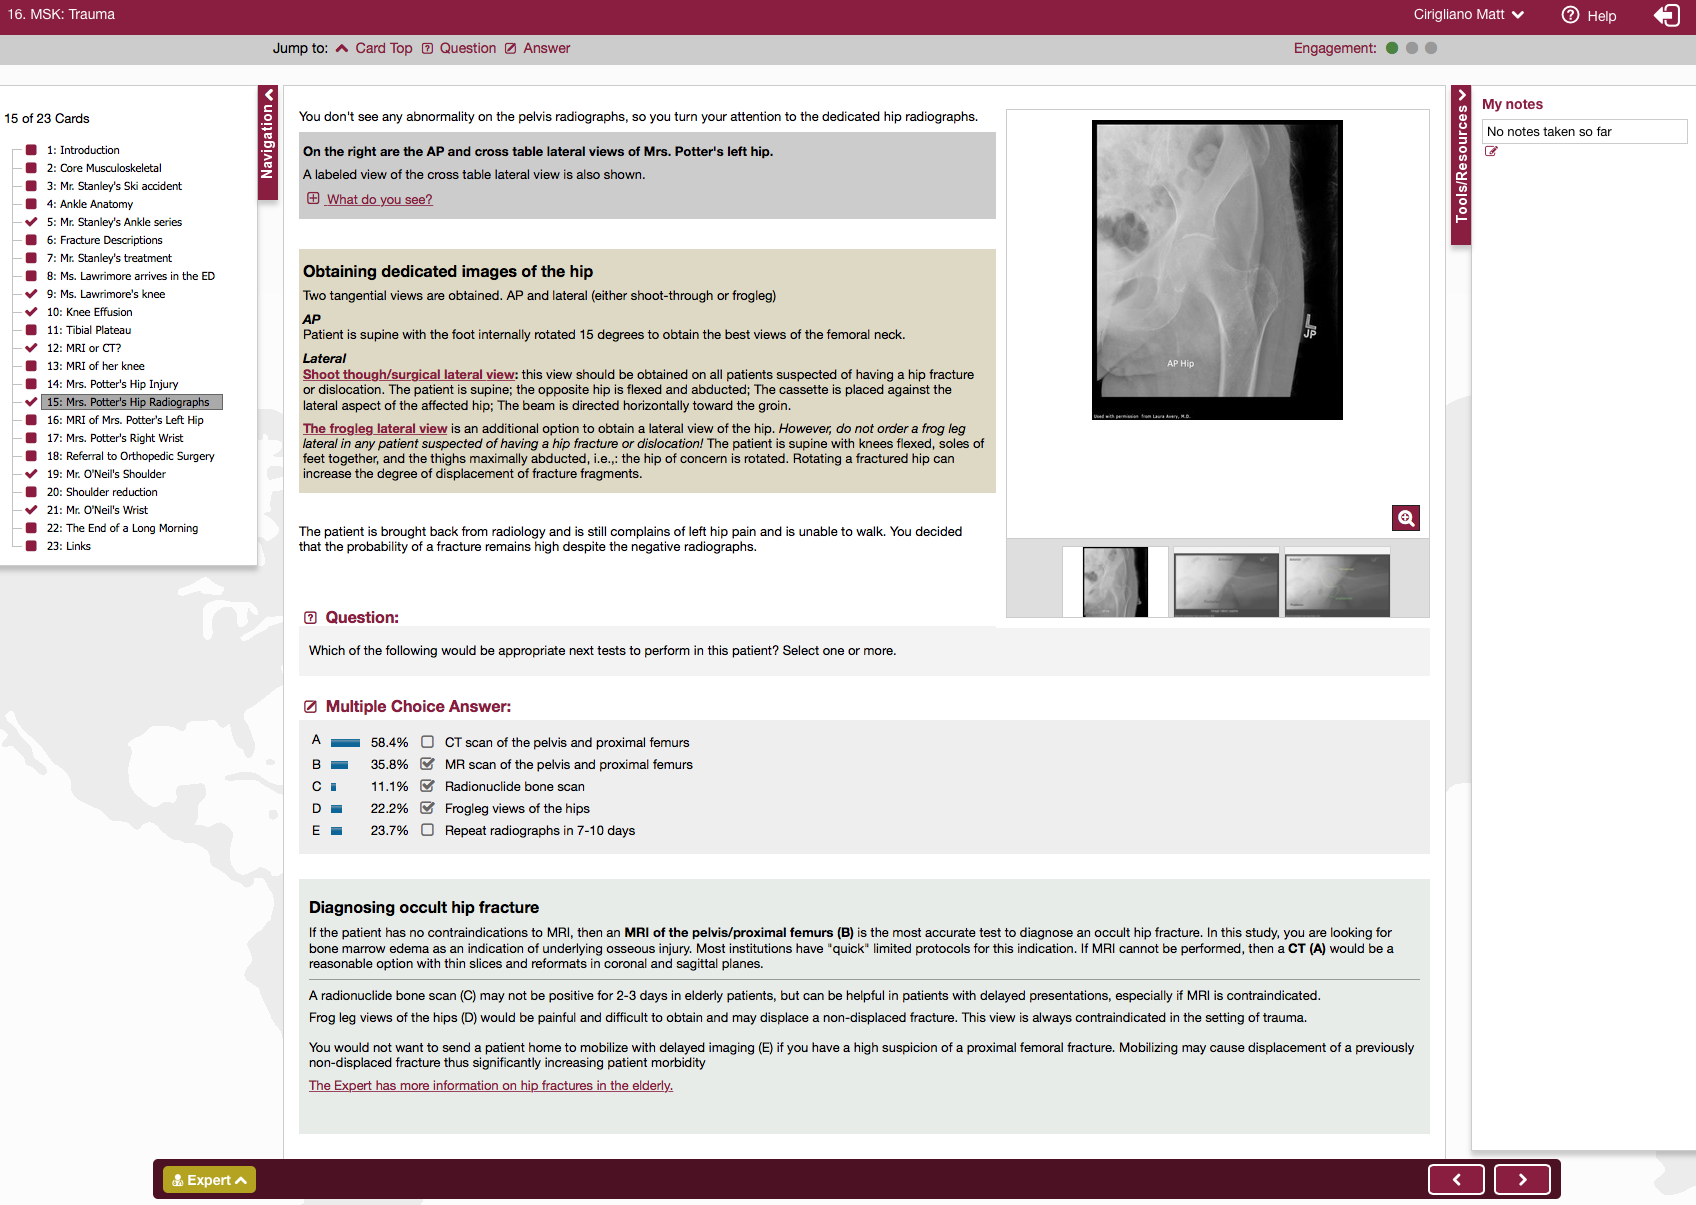 16. MSK: Trauma
Cirigliano Matt
Help
Jump to: Card Top Question Answer
Engagement:
15 of 23 Cards
1: Introduction
2: Core Musculoskeletal
3: Mr. Stanley's Ski accident
4: Ankle Anatomy
5: Mr. Stanley's Ankle series
6: Fracture Descriptions
7: Mr. Stanley's treatment
8: Ms. Lawrimore arrives in the ED
9: Ms. Lawrimore's knee
10: Knee Effusion
11: Tibial Plateau
12: MRI or CT?
13: MRI of her knee
14: Mrs. Potter's Hip Injury
15: Mrs. Potter's Hip Radiographs
16: MRI of Mrs. Potter's Left Hip
17: Mrs. Potter's Right Wrist
18: Referral to Orthopedic Surgery
19: Mr. O'Neil's Shoulder
20: Shoulder reduction
21: Mr. O'Neil's Wrist
22: The End of a Long Morning
23: Links
Navigation
You don't see any abnormality on the pelvis radiographs, so you turn your attention to the dedicated hip radiographs.
On the right are the AP and cross table lateral views of Mrs. Potter's left hip.
A labeled view of the cross table lateral view is also shown.
What do you see?
Obtaining dedicated images of the hip
Two tangential views are obtained. AP and lateral (either shoot-through or frogleg)
AP
Patient is supine with the foot internally rotated 15 degrees to obtain the best views of the femoral neck.
Lateral
Shoot though/surgical lateral view: this view should be obtained on all patients suspected of having a hip fracture
or dislocation. The patient is supine; the opposite hip is flexed and abducted; The cassette is placed against the
lateral aspect of the affected hip; The beam is directed horizontally toward the groin.
The frogleg lateral view is an additional option to obtain a lateral view of the hip. However, do not order a frog leg
lateral in any patient suspected of having a hip fracture or dislocation! The patient is supine with knees flexed, soles of
feet together, and the thighs maximally abducted, i.e.,: the hip of concern is rotated. Rotating a fractured hip can
increase the degree of displacement of fracture fragments.
The patient is brought back from radiology and is still complains of left hip pain and is unable to walk. You decided
that the probability of a fracture remains high despite the negative radiographs.
L
JP
AP Hip
Used with permission from Laura Avery, M.D.
Tools/Resources
My notes
No notes taken so far
Question:
Which of the following would be appropriate next tests to perform in this patient? Select one or more.
Multiple Choice Answer:
A 58.4% CT scan of the pelvis and proximal femurs
B 35.8% MR scan of the pelvis and proximal femurs
C 11.1% Radionuclide bone scan
D 22.2% Frogleg views of the hips
E 23.7% Repeat radiographs in 7-10 days
Diagnosing occult hip fracture
If the patient has no contraindications to MRI, then an MRI of the pelvis/proximal femurs (B) is the most accurate test to diagnose an occult hip fracture. In this study, you are looking for
bone marrow edema as an indication of underlying osseous injury. Most institutions have "quick" limited protocols for this indication. If MRI cannot be performed, then a CT (A) would be a
reasonable option with thin slices and reformats in coronal and sagittal planes.
A radionuclide bone scan (C) may not be positive for 2-3 days in elderly patients, but can be helpful in patients with delayed presentations, especially if MRI is contraindicated.
Frog leg views of the hips (D) would be painful and difficult to obtain and may displace a non-displaced fracture. This view is always contraindicated in the setting of trauma.
You would not want to send a patient home to mobilize with delayed imaging (E) if you have a high suspicion of a proximal femoral fracture. Mobilizing may cause displacement of a previously
non-displaced fracture thus significantly increasing patient morbidity
The Expert has more information on hip fractures in the elderly.
Expert